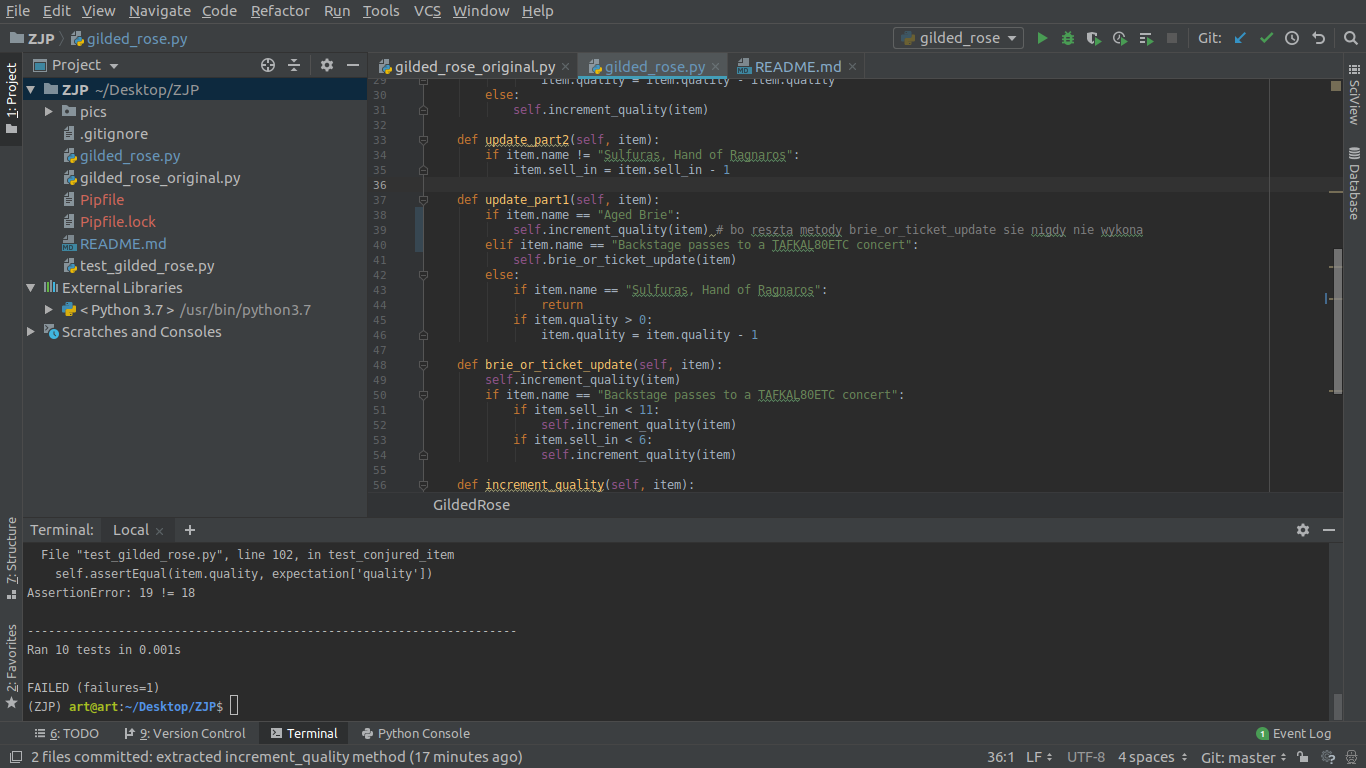 File Edit View Navigate Code Refactor Run Tools VCS Window Help
ZJP gilded_rose.py gilded_rose Git:
1: Project
7: Structure
2: Favorites
Project
ZJP ~/Desktop/ZJP
pics
.gitignore
gilded_rose.py
gilded_rose_original.py
Pipfile
Pipfile.lock
README.md
test_gilded_rose.py
External Libraries
< Python 3.7 > /usr/bin/python3.7
Scratches and Consoles
gilded_rose_original.py gilded_rose.py README.md
29 item.quality = item.quality - item.quality
30 else:
31 self.increment_quality(item)
32
33 def update_part2(self, item):
34 if item.name != "Sulfuras, Hand of Ragnaros":
35 item.sell_in = item.sell_in - 1
36
37 def update_part1(self, item):
38 if item.name == "Aged Brie":
39 self.increment_quality(item) # bo reszta metody brie_or_ticket_update sie nigdy nie wykona
40 elif item.name == "Backstage passes to a TAFKAL80ETC concert":
41 self.brie_or_ticket_update(item)
42 else:
43 if item.name == "Sulfuras, Hand of Ragnaros":
44 return
45 if item.quality > 0:
46 item.quality = item.quality - 1
47
48 def brie_or_ticket_update(self, item):
49 self.increment_quality(item)
50 if item.name == "Backstage passes to a TAFKAL80ETC concert":
51 if item.sell_in < 11:
52 self.increment_quality(item)
53 if item.sell_in < 6:
54 self.increment_quality(item)
55
56 def increment_quality(self, item):
GildedRose
SciView
Database
Terminal: Local × +
File "test_gilded_rose.py", line 102, in test_conjured_item
self.assertEqual(item.quality, expectation['quality'])
AssertionError: 19 != 18
----------------------------------------------------------------------
Ran 10 tests in 0.001s
FAILED (failures=1)
(ZJP) art@art:~/Desktop/ZJP$
6: TODO 9: Version Control Terminal Python Console 1 Event Log
2 files committed: extracted increment_quality method (17 minutes ago) 36:1 LF UTF-8 4 spaces Git: master